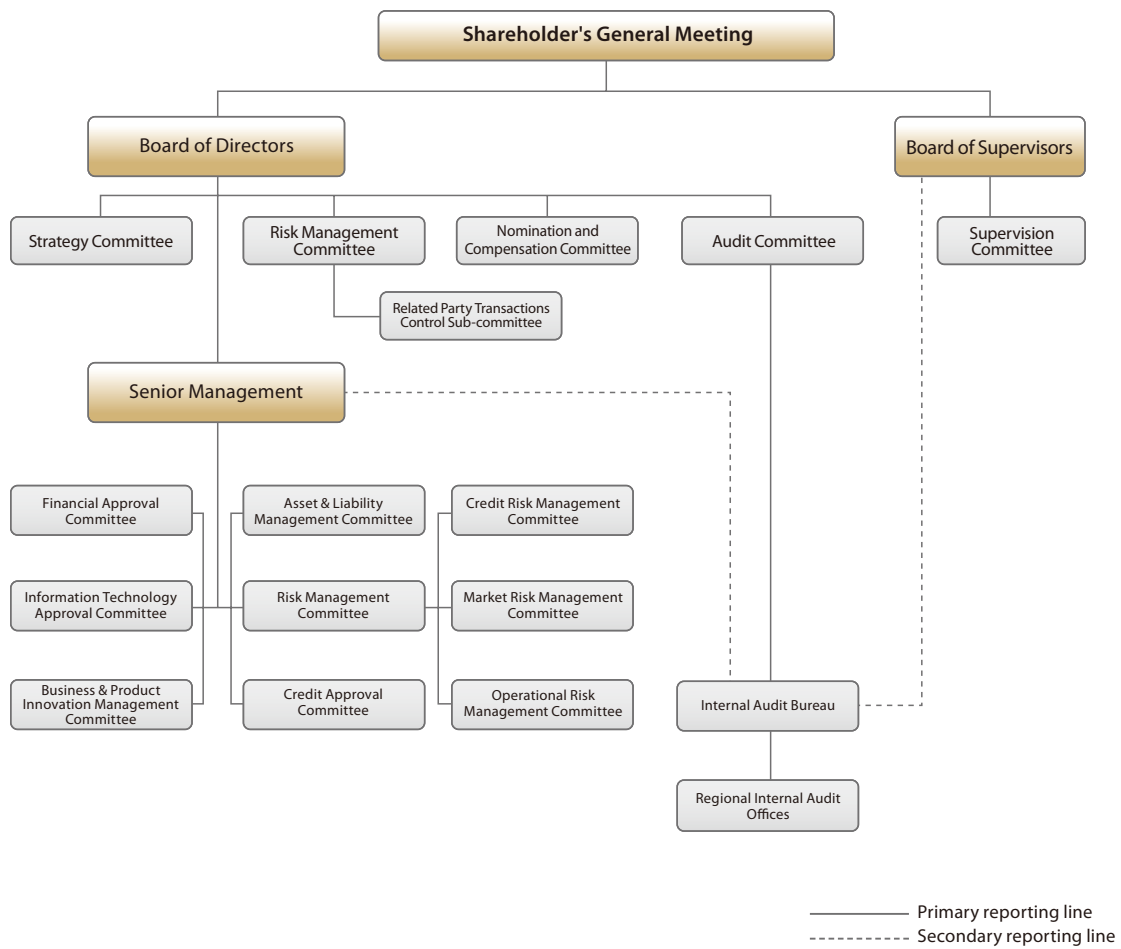 Shareholder's General Meeting
Board of Directors
Board of Supervisors
Strategy Committee
Risk Management
Committee
Nomination and
Compensation Committee
Audit Committee
Supervision
Committee
Related Party Transactions
Control Sub-committee
Senior Management
Financial Approval
Committee
Asset & Liability
Management Committee
Credit Risk Management
Committee
Information Technology
Approval Committee
Risk Management
Committee
Market Risk Management
Committee
Business & Product
Innovation Management
Committee
Credit Approval
Committee
Operational Risk
Management Committee
Internal Audit Bureau
Regional Internal Audit
Offices
Primary reporting line
Secondary reporting line